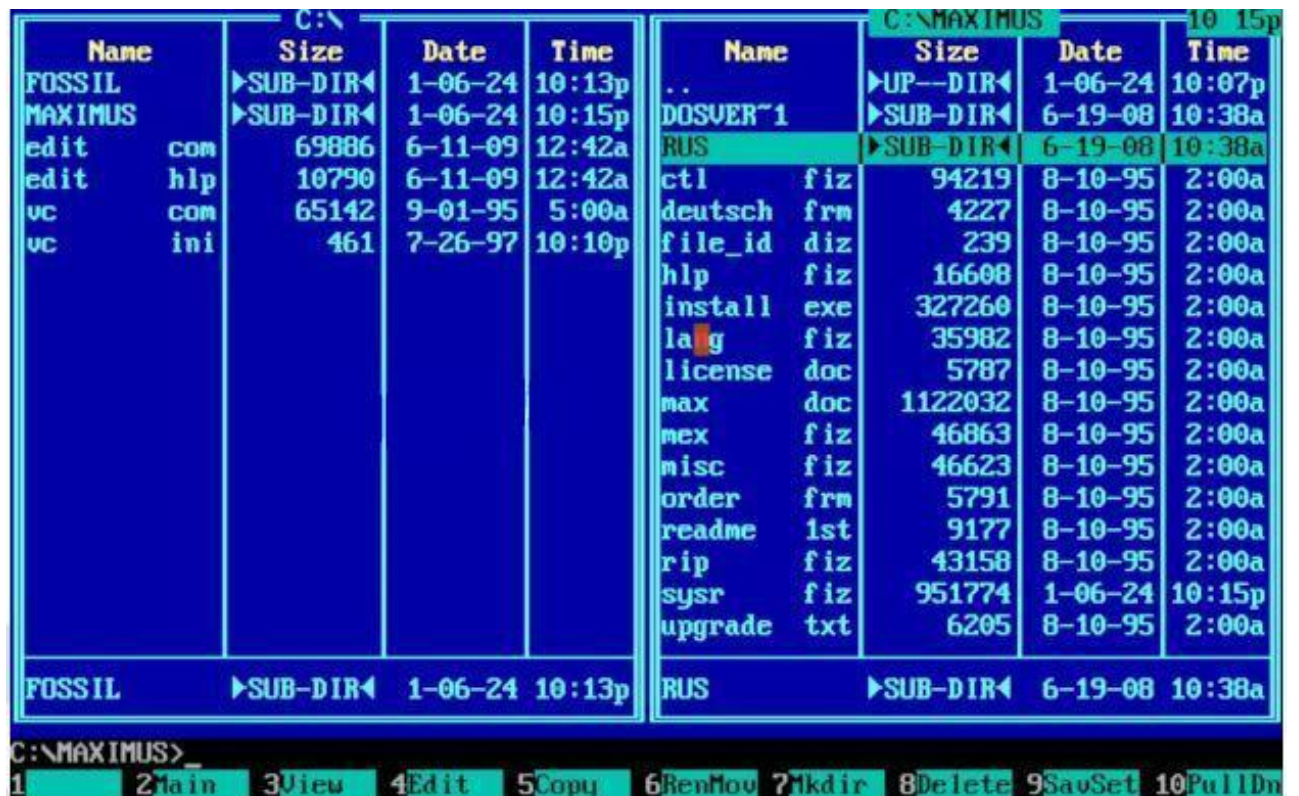 C:\ C:\MAXIMUS 10 15p
Name Size Date Time Name Size Date Time
FOSSIL ►SUB-DIR◄ 1-06-24 10:13p .. ►UP--DIR◄ 1-06-24 10:07p
MAXIMUS ►SUB-DIR◄ 1-06-24 10:15p DOSVER~1 ►SUB-DIR◄ 6-19-08 10:38a
edit com 69886 6-11-09 12:42a RUS ►SUB-DIR◄ 6-19-08 10:38a
edit hlp 10790 6-11-09 12:42a ctl fiz 94219 8-10-95 2:00a
vc com 65142 9-01-95 5:00a deutsch frm 4227 8-10-95 2:00a
vc ini 461 7-26-97 10:10p file_id diz 239 8-10-95 2:00a
hlp fiz 16608 8-10-95 2:00a
install exe 327260 8-10-95 2:00a
fiz 35982 8-10-95 2:00a
license doc 5787 8-10-95 2:00a
max doc 1122032 8-10-95 2:00a
mex fiz 46863 8-10-95 2:00a
misc fiz 46623 8-10-95 2:00a
order frm 5791 8-10-95 2:00a
readme 1st 9177 8-10-95 2:00a
rip fiz 43158 8-10-95 2:00a
sysr fiz 951774 1-06-24 10:15p
upgrade txt 6205 8-10-95 2:00a
FOSSIL ►SUB-DIR◄ 1-06-24 10:13p RUS ►SUB-DIR◄ 6-19-08 10:38a
C:\MAXIMUS>_
1 2Main 3View 4Edit 5Copy 6RenMov 7Mkdir 8Delete 9SavSet 10PullDn